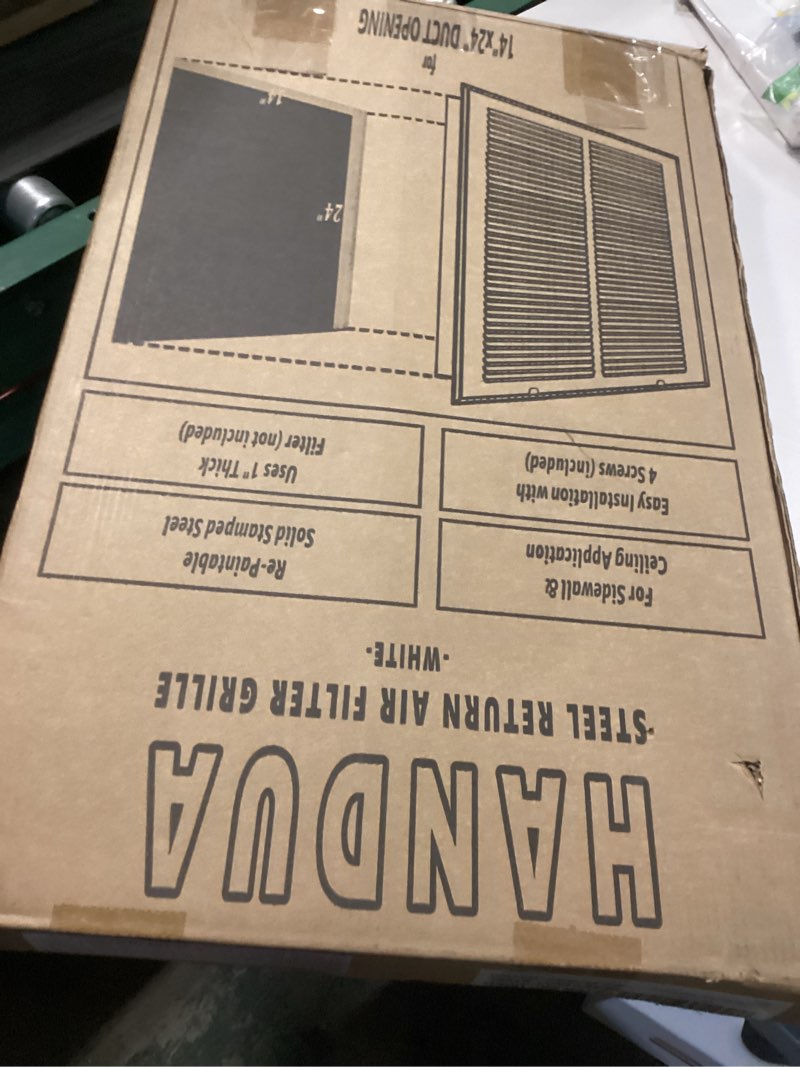 HANDUA
·STEEL RETURN AIR FILTER GRILLE
·WHITE·
For Sidewall &
Ceiling Application
Re-Paintable
Solid Stamped Steel
Easy Installation with
4 Screws (included)
Uses 1" Thick
Filter (not included)
24"
14"
for
14"x24" DUCT OPENING